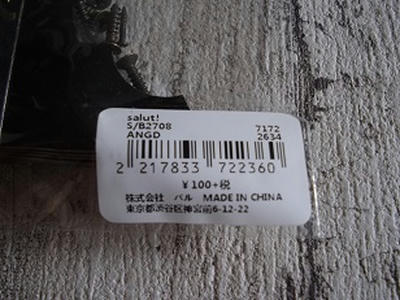 salut!
S/B2708 7172
ANGD 2634
2 217833 722360
¥100+税
株式会社 パル MADE IN CHINA
東京都渋谷区神宮前6-12-22